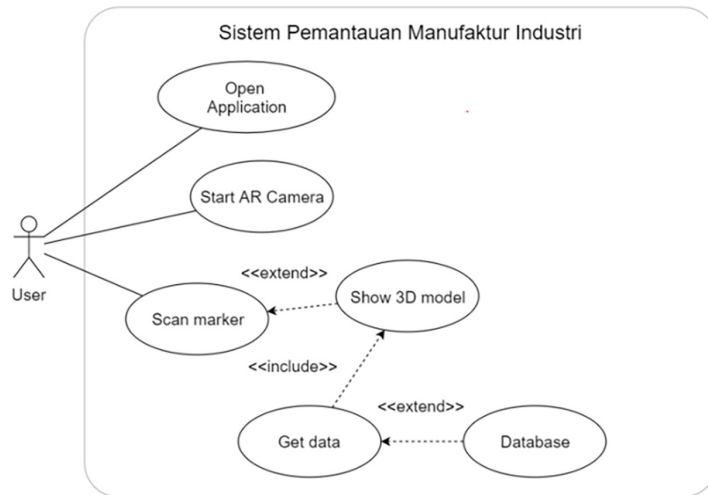 Sistem Pemantauan Manufaktur Industri
Open
Application
Start AR Camera
User
<<extend>>
Show 3D model
Scan marker
<<include>>
<<extend>>
Get data
Database